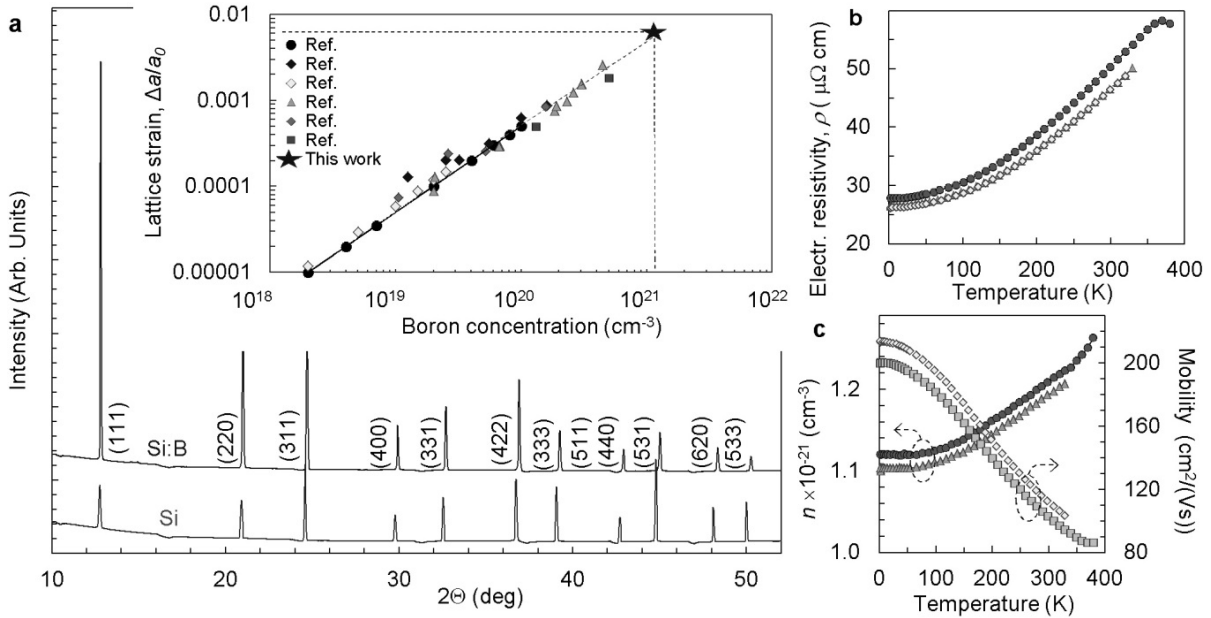 a
Intensity (Arb. Units)
Lattice strain, Δa/a0
0.01
0.001
0.0001
0.00001
Ref.
Ref.
Ref.
Ref.
Ref.
Ref.
This work
10^18
10^19
10^20
10^21
10^22
Boron concentration (cm-3)
(111)
(220)
(311)
(400)
(331)
(422)
(333)
(511)
(440)
(531)
(620)
(533)
Si:B
Si
10
20
30
40
50
2Θ (deg)
b
Electr. resistivity, ρ ( μΩ cm)
60
50
40
30
20
0
100
200
300
400
Temperature (K)
c
n ×10-21 (cm-3)
1.2
1.1
1.0
Mobility (cm2/(Vs))
200
160
120
80
0
100
200
300
400
Temperature (K)